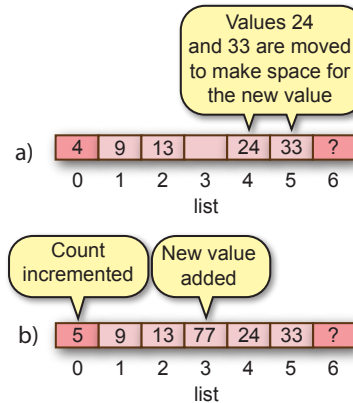 Values 24
and 33 are moved
to make space for
the new value
a) 4 9 13 24 33 ?
0 1 2 3 4 5 6
list
Count
incremented
New value
added
b) 5 9 13 77 24 33 ?
0 1 2 3 4 5 6
list